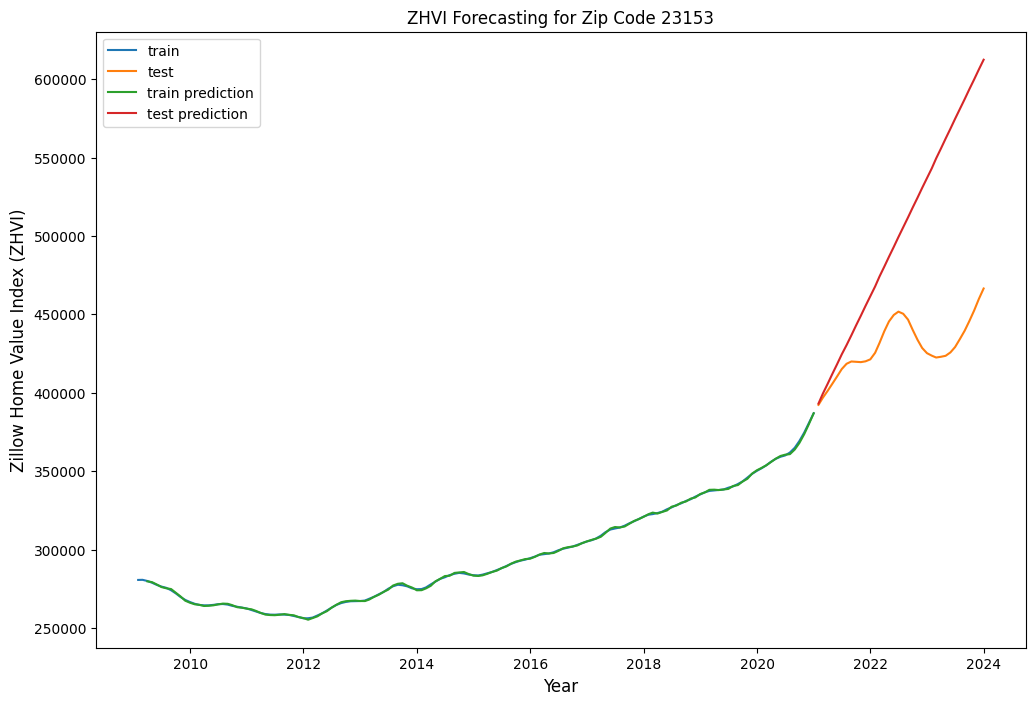 ZHVI Forecasting for Zip Code 23153
train
test
train prediction
test prediction
600000
550000
500000
450000
400000
350000
300000
250000
Zillow Home Value Index (ZHVI)
2010
2012
2014
2016
2018
2020
2022
2024
Year